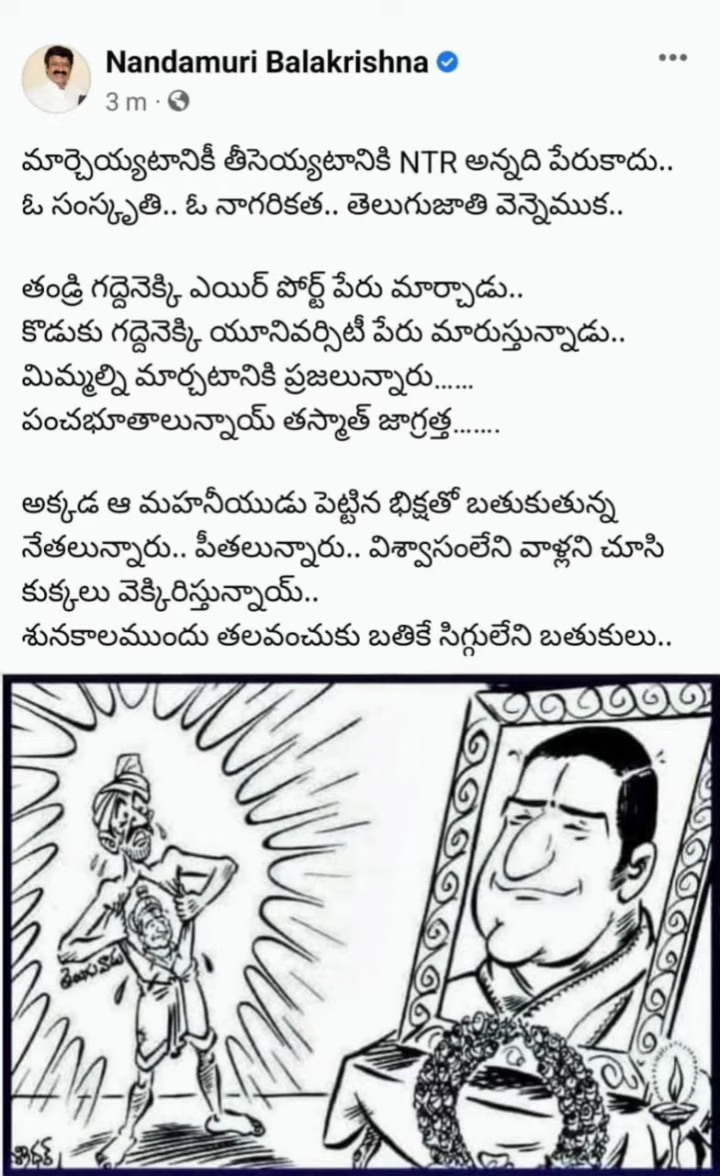 Nandamuri Balakrishna
3 m ·
మార్చెయ్యటానికీ తీసెయ్యటానికి NTR అన్నది పేరుకాదు..
ఓ సంస్కృతి.. ఓ నాగరికత.. తెలుగుజాతి వెన్నెముక..
తండ్రి గద్దెనెక్కి ఎయిర్ పోర్ట్ పేరు మార్చాడు..
కొడుకు గద్దెనెక్కి యూనివర్సిటీ పేరు మారుస్తున్నాడు..
మిమ్మల్ని మార్చటానికి ప్రజలున్నారు......
పంచభూతాలున్నాయ్ తస్మాత్ జాగ్రత్త.......
అక్కడ ఆ మహనీయుడు పెట్టిన భిక్షతో బతుకుతున్న
నేతలున్నారు.. పీతలున్నారు.. విశ్వాసంలేని వాళ్లని చూసి
కుక్కలు వెక్కిరిస్తున్నాయ్..
శునకాలముందు తలవంచుకు బతికే సిగ్గులేని బతుకులు..
తెలుగువాడు